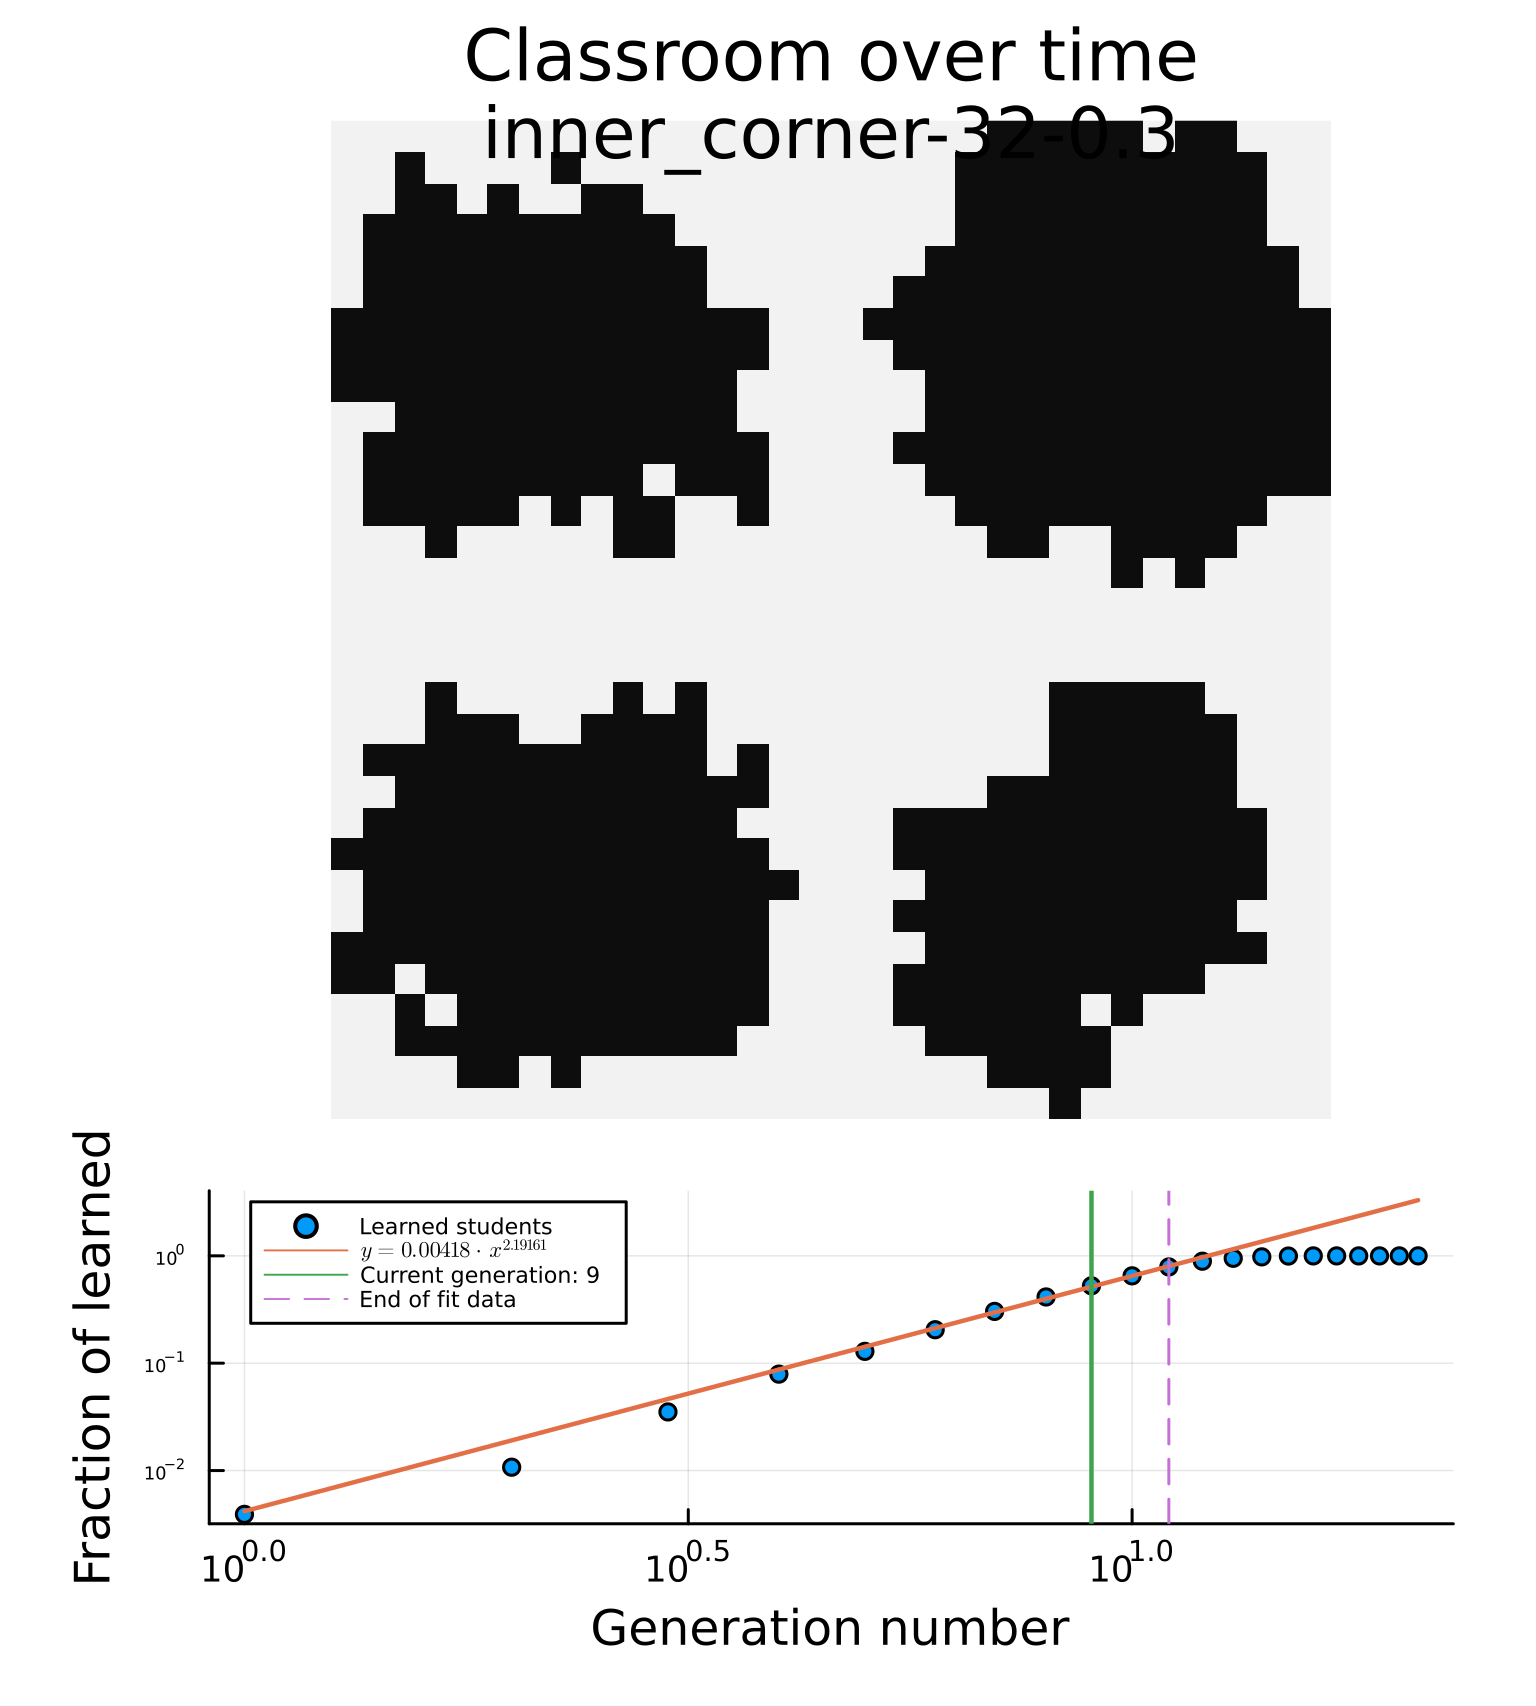 Classroom over time
inner_corner-32-0.3
Fraction of learned
Learned students
y = 0.00418 · x^2.19161
Current generation: 9
End of fit data
10^0
10^−1
10^−2
10^0.0
10^0.5
10^1.0
Generation number